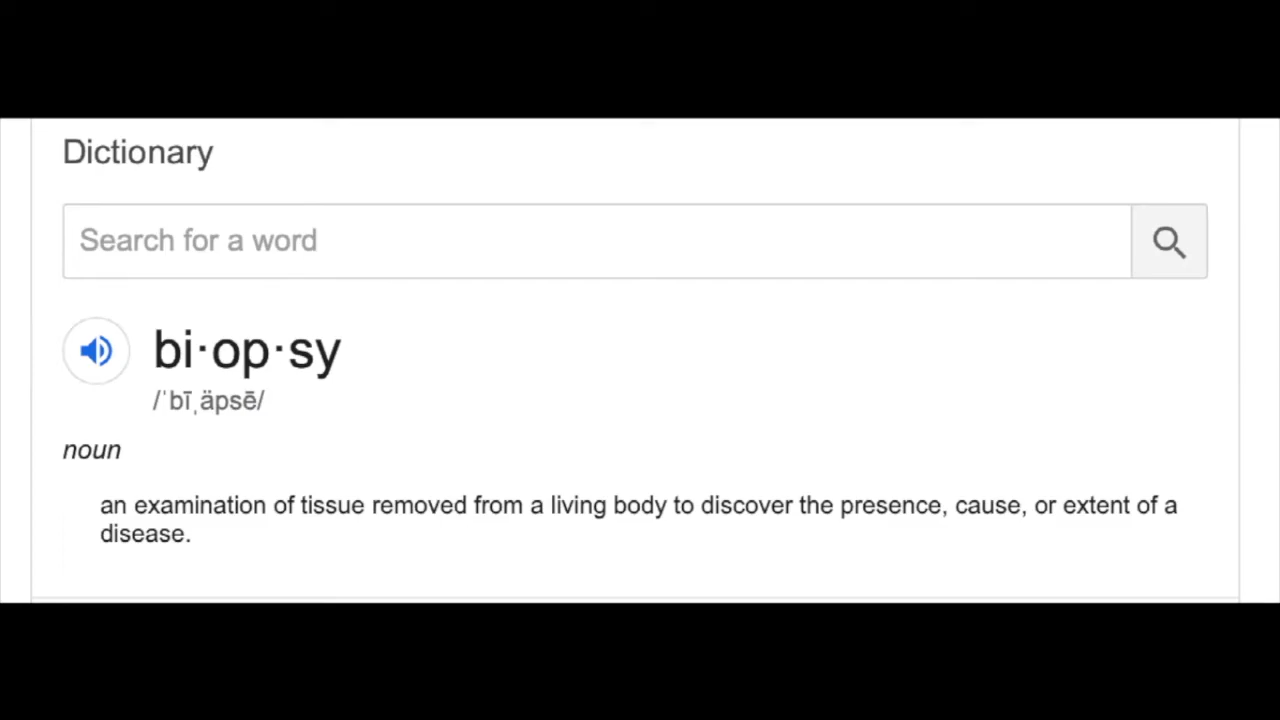 Dictionary
Search for a word
bi·op·sy
/ˈbīˌäpsē/
noun
an examination of tissue removed from a living body to discover the presence, cause, or extent of a
disease.